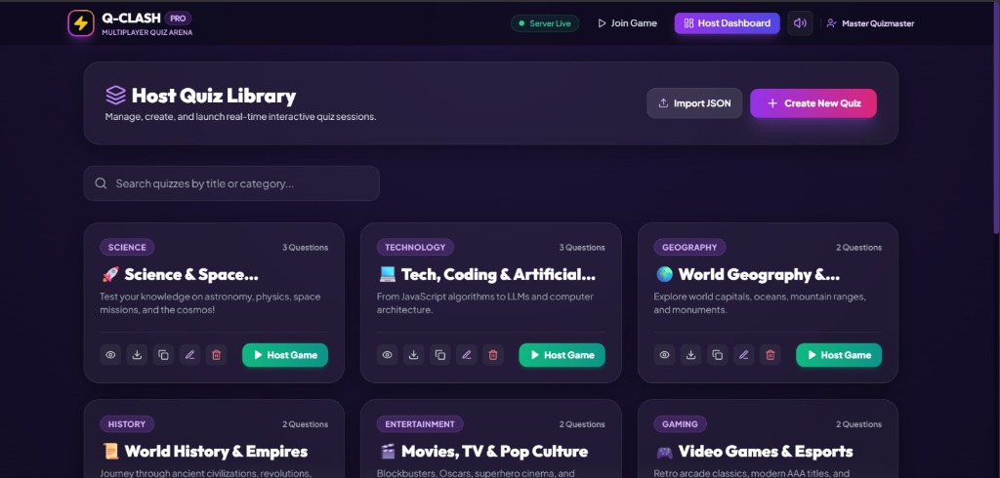 Q-CLASH PRO
MULTIPLAYER QUIZ ARENA
Server Live
Join Game
Host Dashboard
Master Quizmaster
Host Quiz Library
Manage, create, and launch real-time interactive quiz sessions.
Import JSON
Create New Quiz
Search quizzes by title or category...
SCIENCE
3 Questions
Science & Space...
Test your knowledge on astronomy, physics, space
missions, and the cosmos!
Host Game
TECHNOLOGY
3 Questions
Tech, Coding & Artificial...
From JavaScript algorithms to LLMs and computer
architecture.
Host Game
GEOGRAPHY
2 Questions
World Geography &...
Explore world capitals, oceans, mountain ranges,
and monuments.
Host Game
HISTORY
2 Questions
World History & Empires
Journey through ancient civilizations, revolutions,
ENTERTAINMENT
2 Questions
Movies, TV & Pop Culture
Blockbusters, Oscars, superhero cinema, and
GAMING
2 Questions
Video Games & Esports
Retro arcade classics, modern AAA titles, and